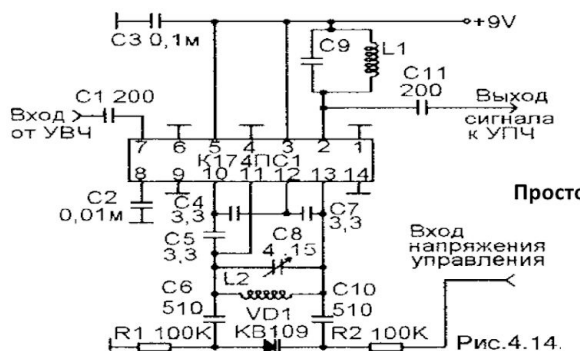 +9V
C3 0,1м
C9
L1
C11
200
C1 200
Вход
от УВЧ
Выход
сигнала
к УПЧ
7 6 5 4 3 2 1
К174ПС1
8 9 10 11 12 13 14
C2
0,01м
C4
3,3
C7
3,3
C5
3,3
C8
4 15
Просто
Вход
напряжения
управления
L2
C6
510
C10
510
VD1
КВ109
R1 100K
R2 100K
Рис.4.14.